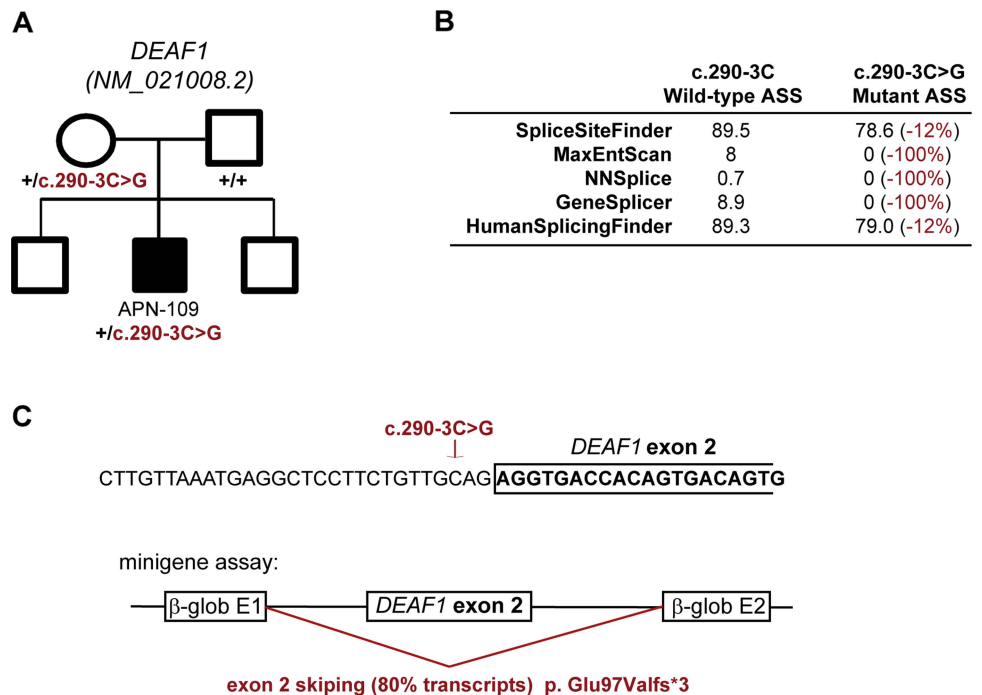 A
DEAF1
(NM_021008.2)
+/c.290-3C>G
+/+
APN-109
+/c.290-3C>G
B
c.290-3C c.290-3C>G
Wild-type ASS Mutant ASS
SpliceSiteFinder 89.5 78.6 (-12%)
MaxEntScan 8 0 (-100%)
NNSplice 0.7 0 (-100%)
GeneSplicer 8.9 0 (-100%)
HumanSplicingFinder 89.3 79.0 (-12%)
C
c.290-3C>G
DEAF1 exon 2
CTTGTTAAATGAGGCTCCTTCTGTTGCAG AGGTGACCACAGTGACAGTG
minigene assay:
β-glob E1 DEAF1 exon 2 β-glob E2
exon 2 skiping (80% transcripts) p. Glu97Valfs*3